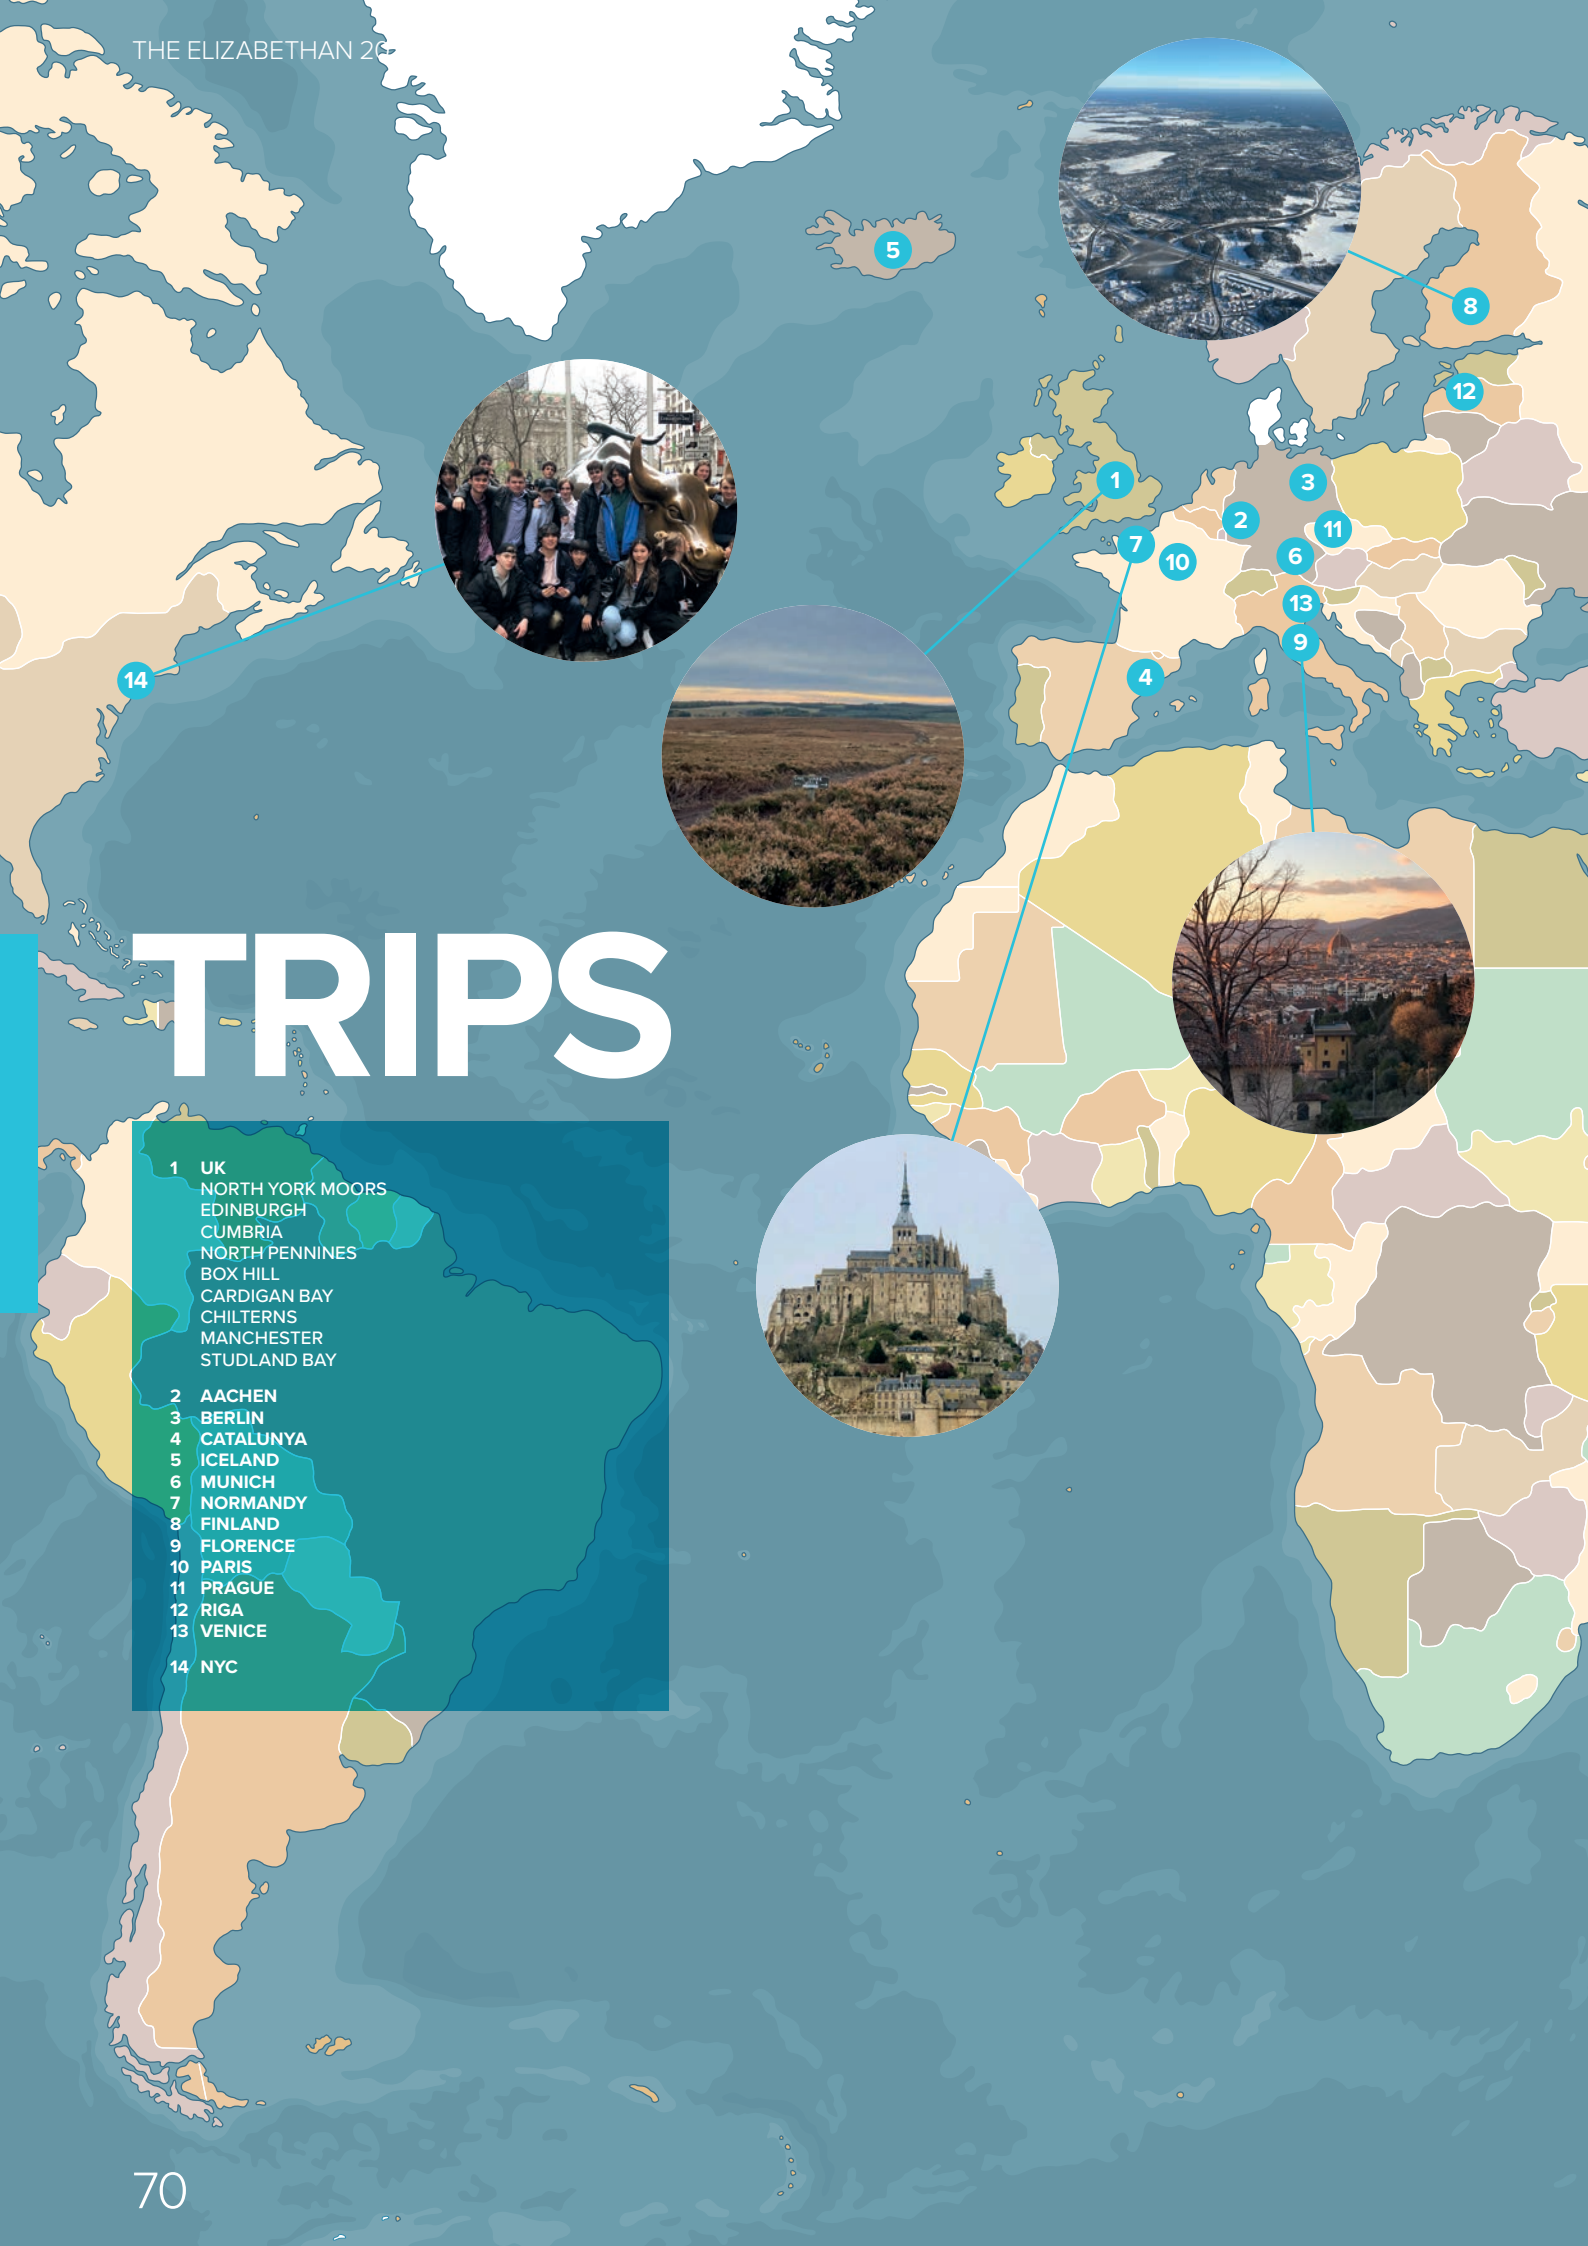 THE ELIZABETHAN
5
8
12
1
3
2
11
7
10
6
13
9
4
14
TRIPS
1 UK
NORTH YORK MOORS
EDINBURGH
CUMBRIA
NORTH PENNINES
BOX HILL
CARDIGAN BAY
CHILTERNS
MANCHESTER
STUDLAND BAY
2 AACHEN
3 BERLIN
4 CATALUNYA
5 ICELAND
6 MUNICH
7 NORMANDY
8 FINLAND
9 FLORENCE
10 PARIS
11 PRAGUE
12 RIGA
13 VENICE
14 NYC
70